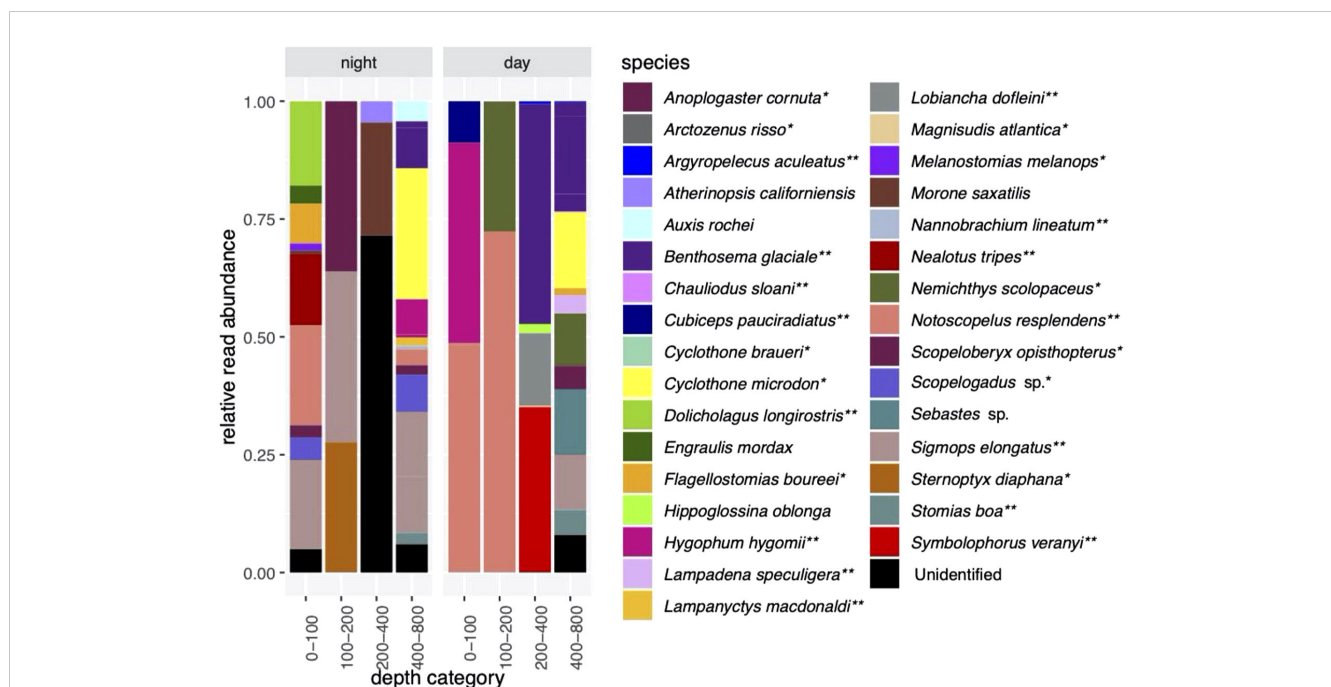 night
day
species
1.00
0.75
0.50
0.25
0.00
relative read abundance
0–100
100–200
200–400
400–800
0–100
100–200
200–400
400–800
depth category
Anoplogaster cornuta*
Arctozenus risso*
Argyropelecus aculeatus**
Atherinopsis californiensis
Auxis rochei
Benthosema glaciale**
Chauliodus sloani**
Cubiceps pauciradiatus**
Cyclothone braueri*
Cyclothone microdon*
Dolicholagus longirostris**
Engraulis mordax
Flagellostomias boureei*
Hippoglossina oblonga
Hygophum hygomii**
Lampadena speculigera**
Lampanyctys macdonaldi**
Lobiancha dofleini**
Magnisudis atlantica*
Melanostomias melanops*
Morone saxatilis
Nannobrachium lineatum**
Nealotus tripes**
Nemichthys scolopaceus*
Notoscopelus resplendens**
Scopeloberyx opisthopterus*
Scopelogadus sp.*
Sebastes sp.
Sigmops elongatus**
Sternoptyx diaphana*
Stomias boa**
Symbolophorus veranyi**
Unidentified